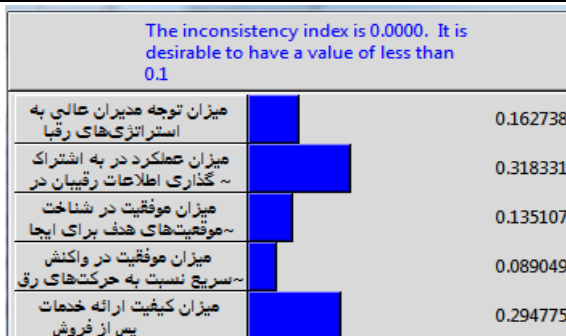 The inconsistency index is 0.0000. It is
desirable to have a value of less than
0.1
میزان توجه مدیران عالی به
استراتژی‌های رقبا
0.162738
میزان عملکرد در به اشتراک
گذاری اطلاعات رقیبان در ~
0.318331
میزان موفقیت در شناخت
موقعیت‌های هدف برای ایجا~
0.135107
میزان موفقیت در واکنش
سریع نسبت به حرکت‌های رق~
0.089049
میزان کیفیت ارائه خدمات
پس از فروش
0.294775